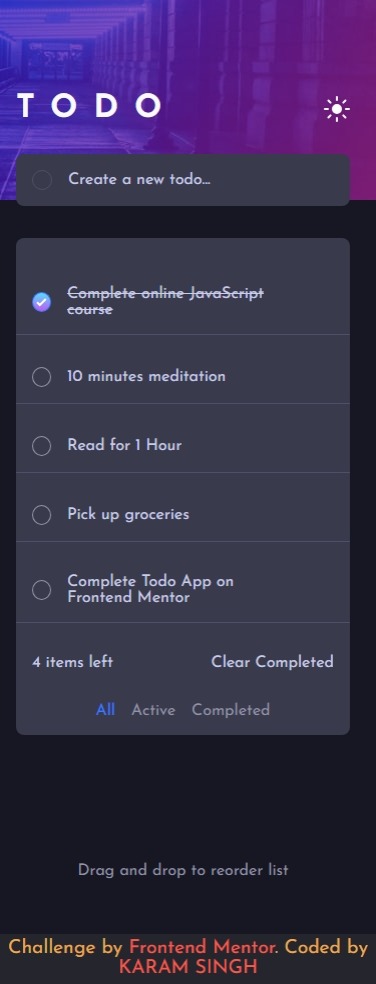 TODO
Create a new todo...
Complete online JavaScript
course
10 minutes meditation
Read for 1 Hour
Pick up groceries
Complete Todo App on
Frontend Mentor
4 items left Clear Completed
All Active Completed
Drag and drop to reorder list
Challenge by Frontend Mentor. Coded by
KARAM SINGH